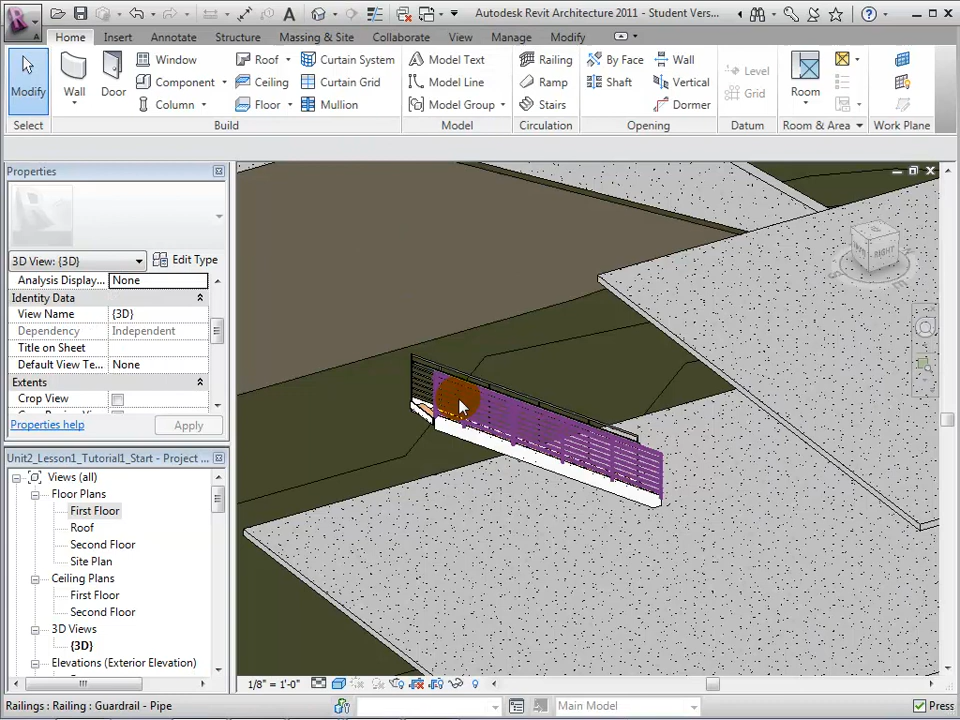 Autodesk Revit Architecture 2011 - Student Vers...
Home Insert Annotate Structure Massing & Site Collaborate View Manage Modify
Modify
Wall
Door
Window
Component
Column
Roof
Ceiling
Floor
Curtain System
Curtain Grid
Mullion
Model Text
Model Line
Model Group
Railing
Ramp
Stairs
By Face
Shaft
Wall
Vertical
Dormer
Level
Grid
Room
Select Build Model Circulation Opening Datum Room & Area Work Plane
Properties
3D View: {3D} Edit Type
Analysis Display... None
Identity Data
View Name {3D}
Dependency Independent
Title on Sheet
Default View Te... None
Extents
Crop View
Properties help Apply
Unit2_Lesson1_Tutorial1_Start - Project ...
Views (all)
Floor Plans
First Floor
Roof
Second Floor
Site Plan
Ceiling Plans
First Floor
Second Floor
3D Views
{3D}
Elevations (Exterior Elevation)
RIGHT
1/8" = 1'-0"
Railings : Railing : Guardrail - Pipe
Main Model
Press